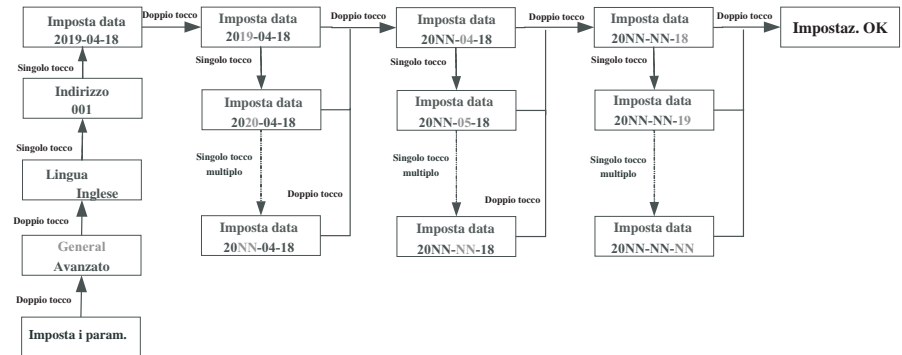 Imposta data
2019-04-18
Doppio tocco
Imposta data
2019-04-18
Doppio tocco
Imposta data
20NN-04-18
Doppio tocco
Imposta data
20NN-NN-18
Doppio tocco
Impostaz. OK
Singolo tocco
Singolo tocco
Singolo tocco
Singolo tocco
Indirizzo
001
Imposta data
2020-04-18
Imposta data
20NN-05-18
Imposta data
20NN-NN-19
Singolo tocco
Singolo tocco
multiplo
Singolo tocco
multiplo
Singolo tocco
multiplo
Lingua
Inglese
Doppio tocco
Doppio tocco
Doppio tocco
Imposta data
20NN-04-18
Imposta data
20NN-NN-18
Imposta data
20NN-NN-NN
General
Avanzato
Doppio tocco
Imposta i param.